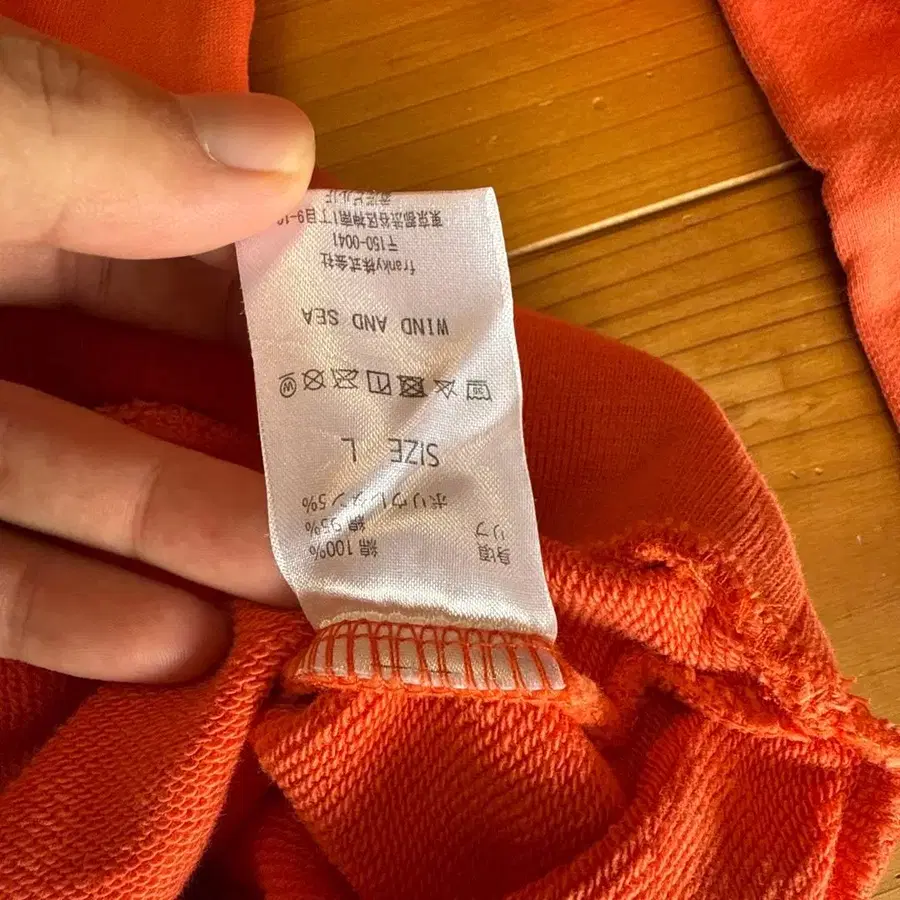 身頃 綿100%
リブ 綿95%
ポリウレタン5%
SIZE L
WIND AND SEA
franky株式会社
〒150-0041
東京都渋谷区神南1丁目9-10